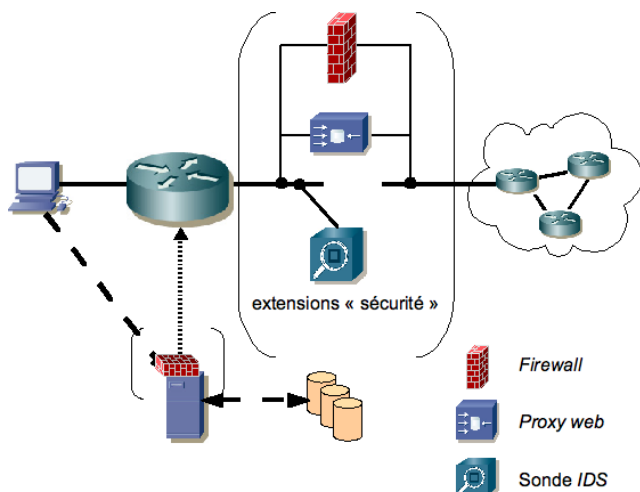 extensions « sécurité »
Firewall
Proxy web
Sonde IDS